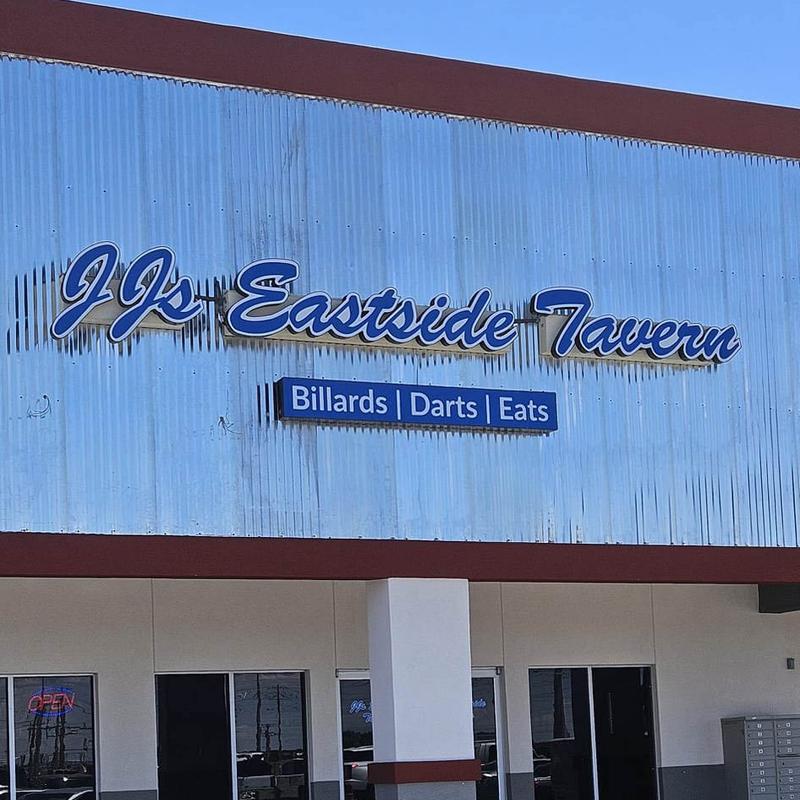 JJs Eastside Tavern
Billards | Darts | Eats
OPEN